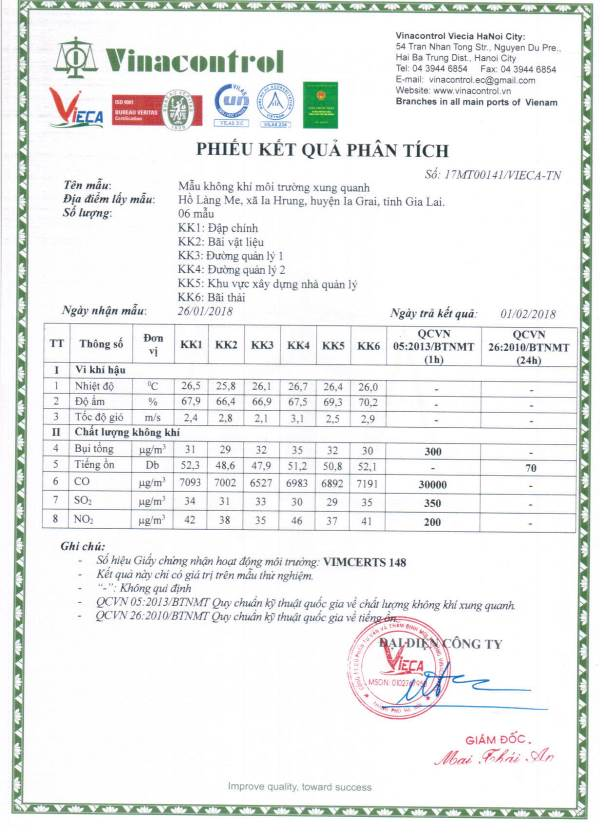 Vinacontrol
Vinacontrol Viecia HaNoi City:
54 Tran Nhan Tong Str., Nguyen Du Pre.,
Hai Ba Trung Dist., Hanoi City
Tel: 04 3944 6854 Fax: 04 3944 6854
E-mail: vinacontrol.ec@gmail.com
Website: www.vinacontrol.vn
Branches in all main ports of Vienam
VIECA
ISO 9001
BUREAU VERITAS
Certification
VILAS
PHIẾU KẾT QUẢ PHÂN TÍCH
Số: 17MT00141/VIECA-TN
Tên mẫu: Mẫu không khí môi trường xung quanh
Địa điểm lấy mẫu: Hồ Làng Me, xã Ia Hrung, huyện Ia Grai, tỉnh Gia Lai.
Số lượng: 06 mẫu
KK1: Đập chính
KK2: Bãi vật liệu
KK3: Đường quản lý 1
KK4: Đường quản lý 2
KK5: Khu vực xây dựng nhà quản lý
KK6: Bãi thải
Ngày nhận mẫu: 26/01/2018 Ngày trả kết quả: 01/02/2018
TT Thông số Đơn vị KK1 KK2 KK3 KK4 KK5 KK6 QCVN 05:2013/BTNMT (1h) QCVN 26:2010/BTNMT (24h)
I Vi khí hậu
1 Nhiệt độ ⁰C 26,5 25,8 26,1 26,7 26,4 26,0 - -
2 Độ ẩm % 67,9 66,4 66,9 67,5 69,3 70,2 - -
3 Tốc độ gió m/s 2,4 2,8 2,1 3,1 2,5 2,9 - -
II Chất lượng không khí
4 Bụi tổng µg/m³ 31 29 32 35 32 30 300 -
5 Tiếng ồn Db 52,3 48,6 47,9 51,2 50,8 52,1 - 70
6 CO µg/m³ 7093 7002 6527 6983 6892 7191 30000 -
7 SO₂ µg/m³ 34 31 33 30 29 35 350 -
8 NO₂ µg/m³ 42 38 35 46 37 41 200 -
Ghi chú:
- Số hiệu Giấy chứng nhận hoạt động môi trường: VIMCERTS 148
- Kết quả này chỉ có giá trị trên mẫu thử nghiệm.
- "-": Không qui định
- QCVN 05:2013/BTNMT Quy chuẩn kỹ thuật quốc gia về chất lượng không khí xung quanh.
- QCVN 26:2010/BTNMT Quy chuẩn kỹ thuật quốc gia về tiếng ồn.
ĐẠI DIỆN CÔNG TY
VIECA
GIÁM ĐỐC
Mai Thái An
Improve quality, toward success